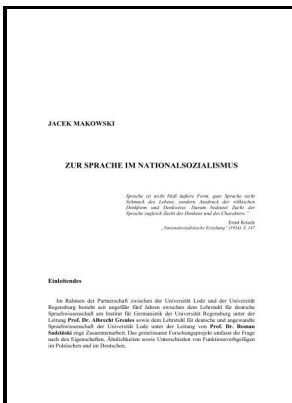 JACEK MAKOWSKI
ZUR SPRACHE IM NATIONALSOZIALISMUS
Sprache ist nicht bloß äußere Form, ganz Sprache nicht
Schmuck des Lebens, sondern Ausdruck der völkischen
Denkform und Denkweise. Darum bedeutet Zucht der
Sprache zugleich Zucht des Denkens und des Charakters.”
Ernst Krieck
„Nationalsozialistische Erziehung” (1934), S. 147
Einleitendes
Im Rahmen der Partnerschaft zwischen der Universität Lodz und der Universität
Regensburg besteht seit ungefähr fünf Jahren zwischen dem Lehrstuhl für deutsche
Sprachwissenschaft am Institut für Germanistik der Universität Regensburg unter der
Leitung Prof. Dr. Albrecht Greules sowie dem Lehrstuhl für deutsche und angewandte
Sprachwissenschaft der Universität Lodz unter der Leitung von Prof. Dr. Roman
Sadziński enge Zusammenarbeit. Das gemeinsame Forschungsprojekt umfasst die Frage
nach den Eigenschaften, Ähnlichkeiten sowie Unterschieden von Funktionsverbgefügen
im Polnischen und im Deutschen.